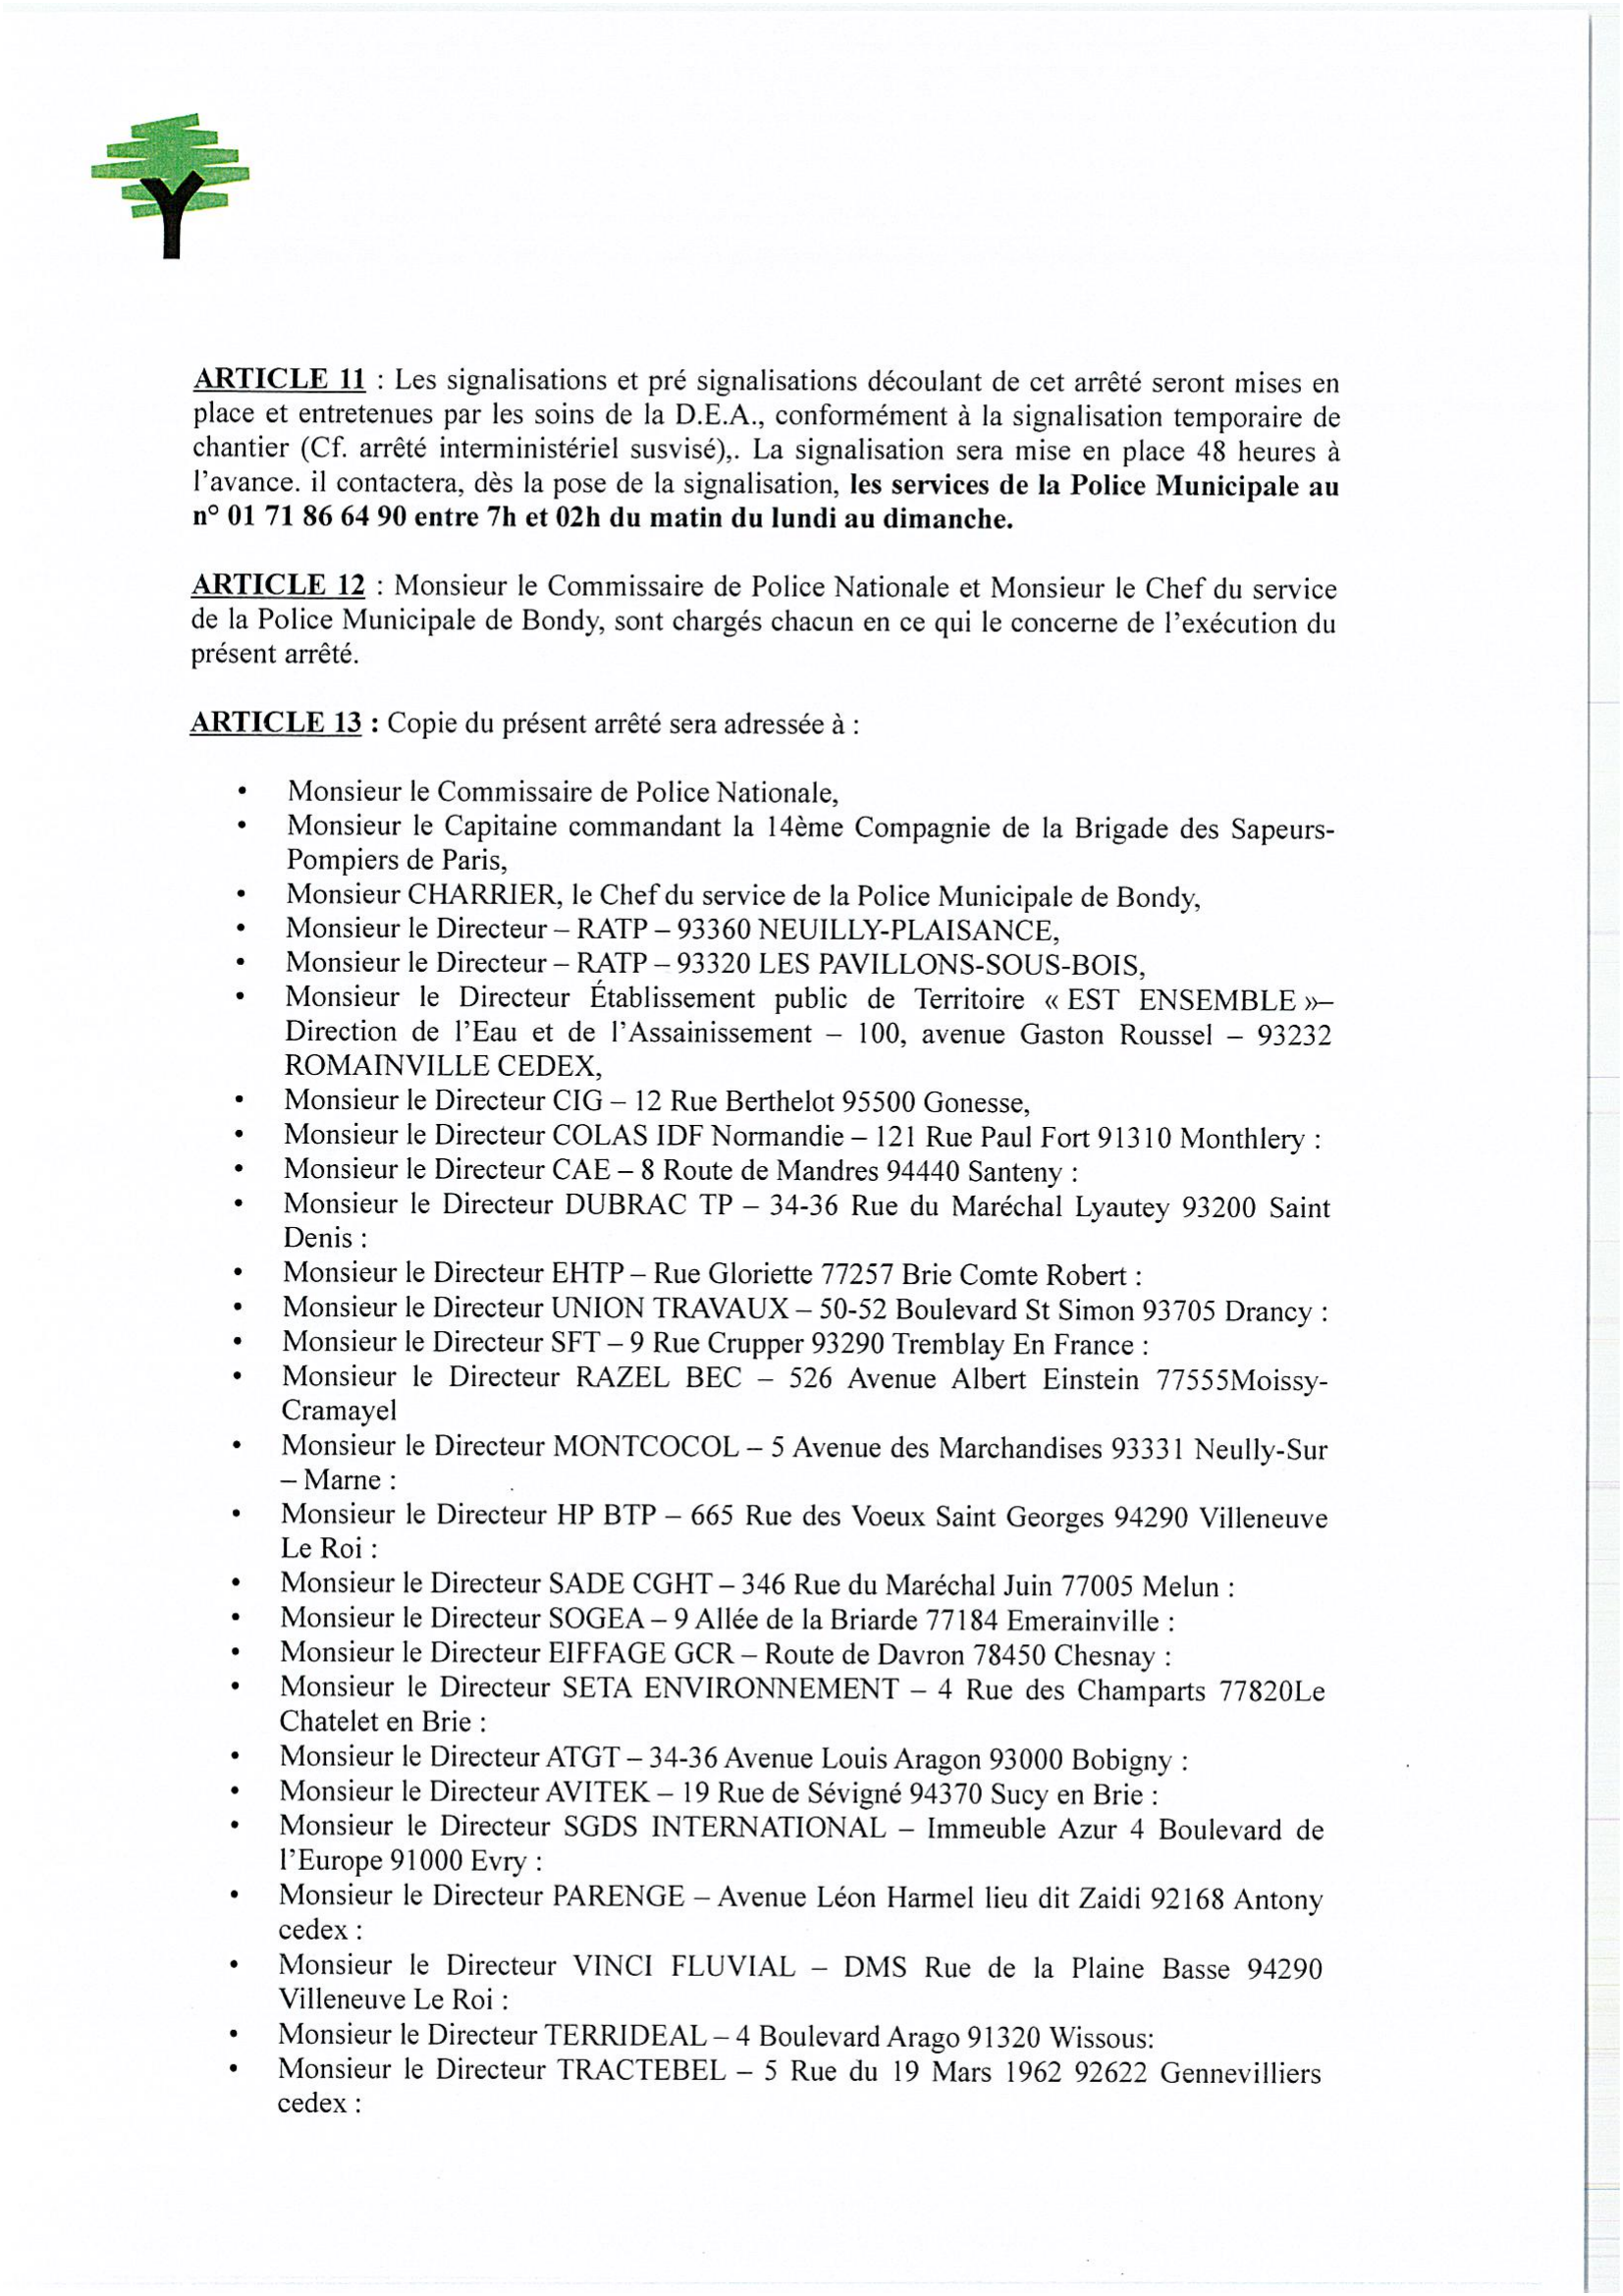 ARTICLE 11 : Les signalisations et pré signalisations découlant de cet arrêté seront mises en
place et entretenues par les soins de la D.E.A., conformément à la signalisation temporaire de
chantier (Cf. arrêté interministériel susvisé),. La signalisation sera mise en place 48 heures à
l'avance. il contactera, dès la pose de la signalisation, les services de la Police Municipale au
n° 01 71 86 64 90 entre 7h et 02h du matin du lundi au dimanche.
ARTICLE 12 : Monsieur le Commissaire de Police Nationale et Monsieur le Chef du service
de la Police Municipale de Bondy, sont chargés chacun en ce qui le concerne de l'exécution du
présent arrêté.
ARTICLE 13 : Copie du présent arrêté sera adressée à :
• Monsieur le Commissaire de Police Nationale,
• Monsieur le Capitaine commandant la 14ème Compagnie de la Brigade des Sapeurs-
Pompiers de Paris,
• Monsieur CHARRIER, le Chef du service de la Police Municipale de Bondy,
• Monsieur le Directeur – RATP – 93360 NEUILLY-PLAISANCE,
• Monsieur le Directeur – RATP – 93320 LES PAVILLONS-SOUS-BOIS,
• Monsieur le Directeur Établissement public de Territoire « EST ENSEMBLE »–
Direction de l'Eau et de l'Assainissement – 100, avenue Gaston Roussel – 93232
ROMAINVILLE CEDEX,
• Monsieur le Directeur CIG – 12 Rue Berthelot 95500 Gonesse,
• Monsieur le Directeur COLAS IDF Normandie – 121 Rue Paul Fort 91310 Monthlery :
• Monsieur le Directeur CAE – 8 Route de Mandres 94440 Santeny :
• Monsieur le Directeur DUBRAC TP – 34-36 Rue du Maréchal Lyautey 93200 Saint
Denis :
• Monsieur le Directeur EHTP – Rue Gloriette 77257 Brie Comte Robert :
• Monsieur le Directeur UNION TRAVAUX – 50-52 Boulevard St Simon 93705 Drancy :
• Monsieur le Directeur SFT – 9 Rue Crupper 93290 Tremblay En France :
• Monsieur le Directeur RAZEL BEC – 526 Avenue Albert Einstein 77555Moissy-
Cramayel
• Monsieur le Directeur MONTCOCOL – 5 Avenue des Marchandises 93331 Neully-Sur
– Marne :
• Monsieur le Directeur HP BTP – 665 Rue des Voeux Saint Georges 94290 Villeneuve
Le Roi :
• Monsieur le Directeur SADE CGHT – 346 Rue du Maréchal Juin 77005 Melun :
• Monsieur le Directeur SOGEA – 9 Allée de la Briarde 77184 Emerainville :
• Monsieur le Directeur EIFFAGE GCR – Route de Davron 78450 Chesnay :
• Monsieur le Directeur SETA ENVIRONNEMENT – 4 Rue des Champarts 77820Le
Chatelet en Brie :
• Monsieur le Directeur ATGT – 34-36 Avenue Louis Aragon 93000 Bobigny :
• Monsieur le Directeur AVITEK – 19 Rue de Sévigné 94370 Sucy en Brie :
• Monsieur le Directeur SGDS INTERNATIONAL – Immeuble Azur 4 Boulevard de
l'Europe 91000 Evry :
• Monsieur le Directeur PARENGE – Avenue Léon Harmel lieu dit Zaidi 92168 Antony
cedex :
• Monsieur le Directeur VINCI FLUVIAL – DMS Rue de la Plaine Basse 94290
Villeneuve Le Roi :
• Monsieur le Directeur TERRIDEAL – 4 Boulevard Arago 91320 Wissous:
• Monsieur le Directeur TRACTEBEL – 5 Rue du 19 Mars 1962 92622 Gennevilliers
cedex :